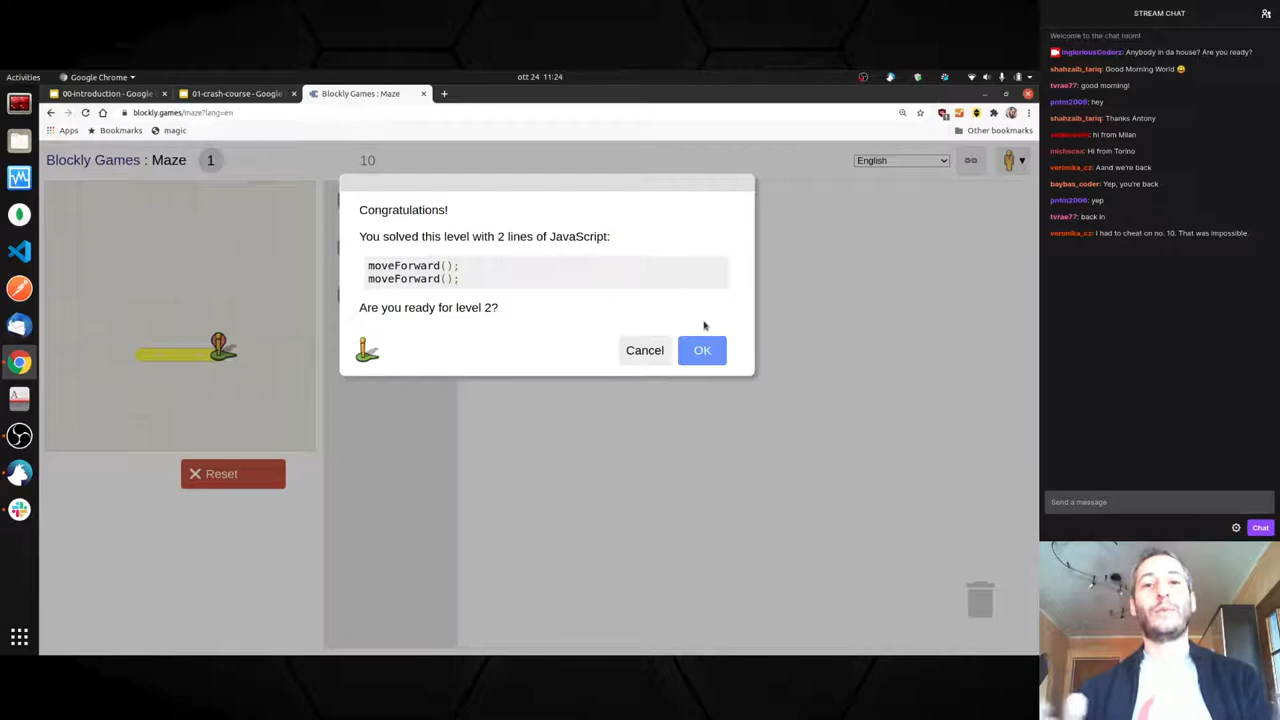 Activities
Google Chrome
ott 24 11:24
00-introduction - Google
01-crash-course - Google
Blockly Games : Maze
blockly.games/maze?lang=en
Apps
Bookmarks
magic
Other bookmarks
Blockly Games : Maze 1 10
English
Congratulations!
You solved this level with 2 lines of JavaScript:
moveForward();
moveForward();
Are you ready for level 2?
Cancel
OK
Reset
STREAM CHAT
Welcome to the chat room!
IngloriousCoderz: Anybody in da house? Are you ready?
shahzaib_tariq: Good Morning World 😄
tvrae77: good morning!
pnfm2006: hey
shahzaib_tariq: Thanks Antony
hi from Milan
Hi from Torino
veronika_cz: Aand we're back
baybas_coder: Yep, you're back
pnfm2006: yep
tvrae77: back in
veronika_cz: I had to cheat on no. 10. That was impossible.
Send a message
Chat